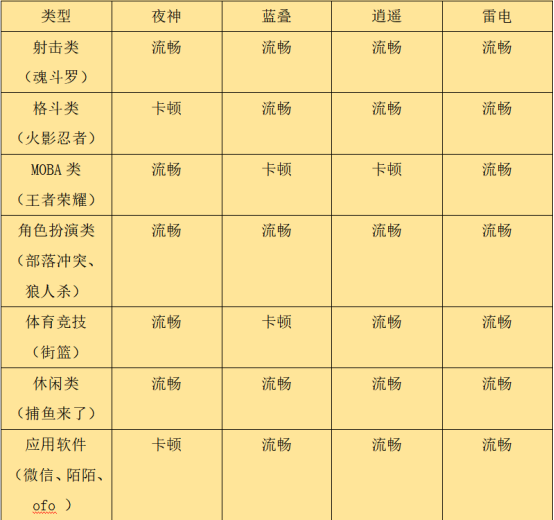 类型 夜神 蓝叠 逍遥 雷电
射击类 流畅 流畅 流畅 流畅
（魂斗罗）
格斗类 卡顿 流畅 流畅 流畅
（火影忍者）
MOBA 类 流畅 卡顿 卡顿 流畅
（王者荣耀）
角色扮演类 流畅 流畅 流畅 流畅
（部落冲突、
狼人杀）
体育竞技 流畅 卡顿 流畅 流畅
（街篮）
休闲类 流畅 流畅 流畅 流畅
（捕鱼来了）
应用软件 卡顿 流畅 流畅 流畅
（微信、陌陌、
ofo ）